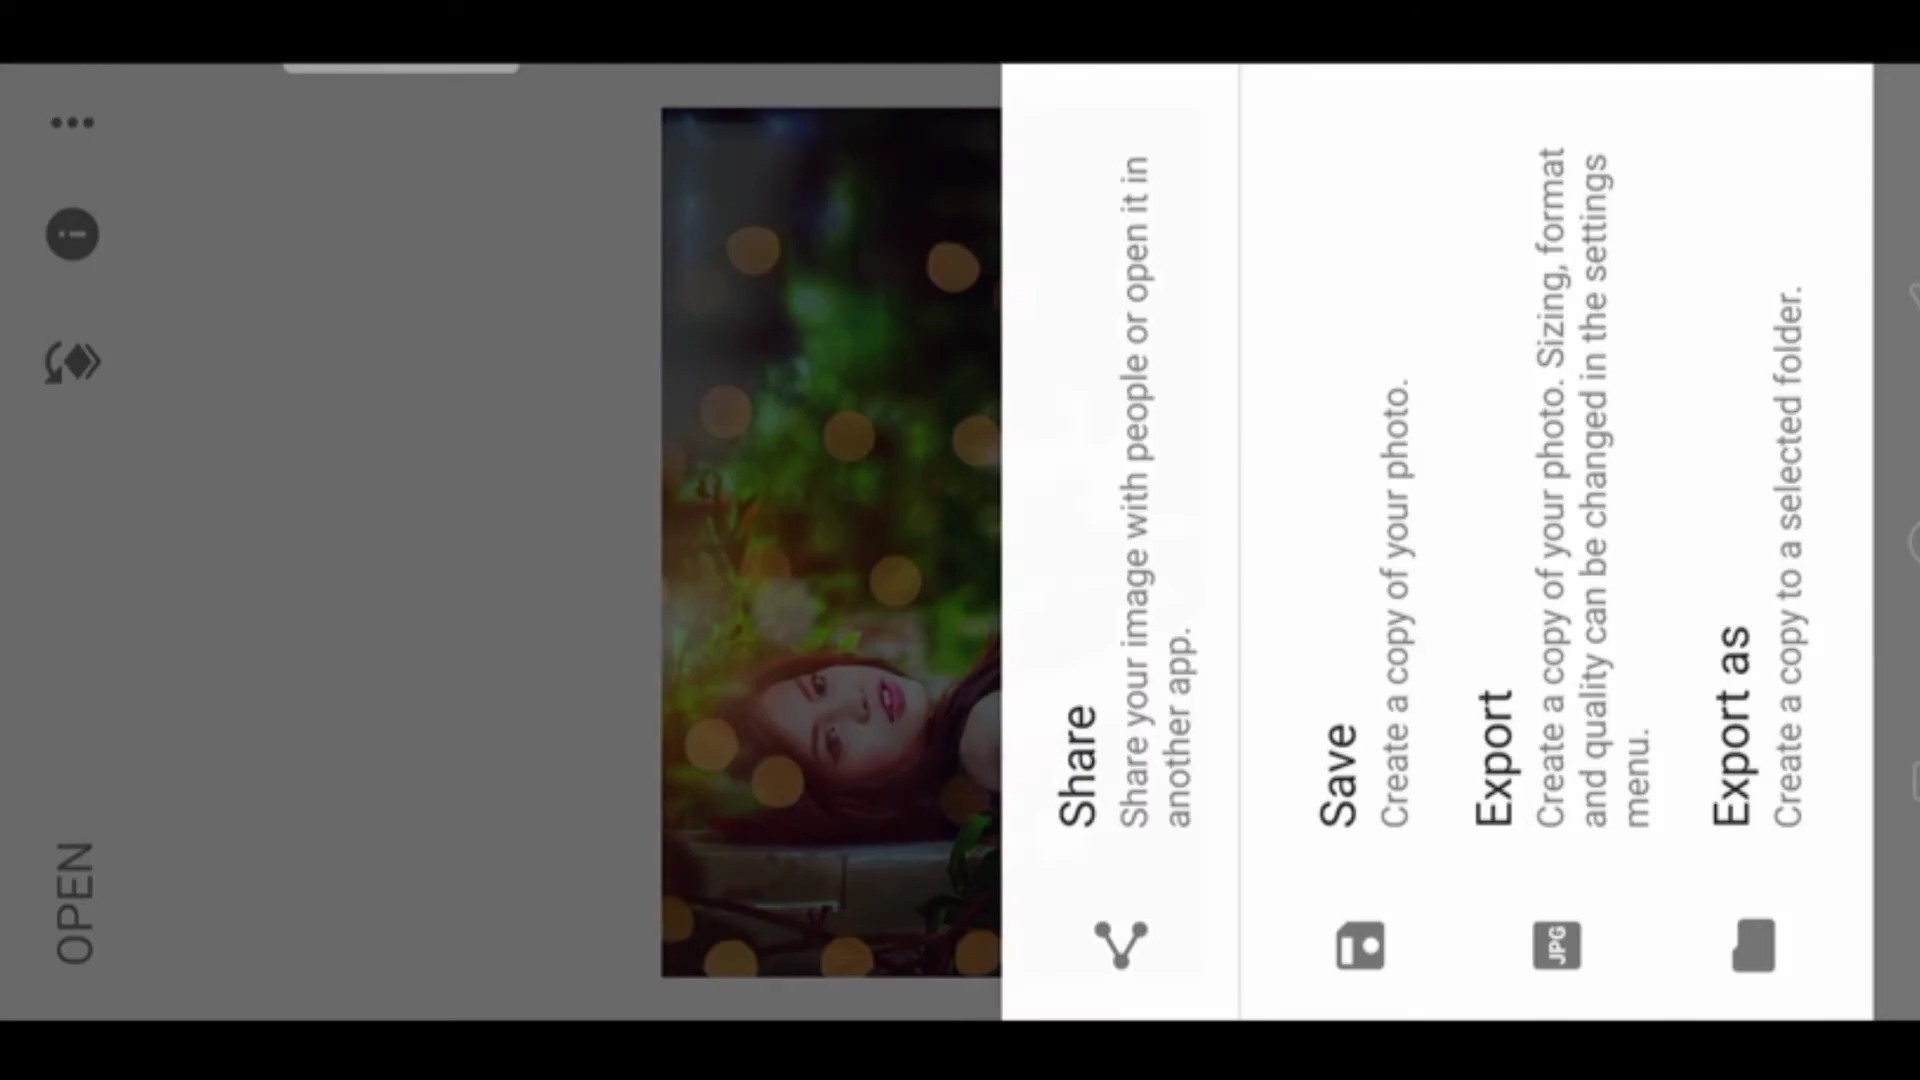 OPEN
Share
Share your image with people or open it in
another app.
Save
Create a copy of your photo.
Export
Create a copy of your photo. Sizing, format
and quality can be changed in the settings
menu.
JPG
Export as
Create a copy to a selected folder.